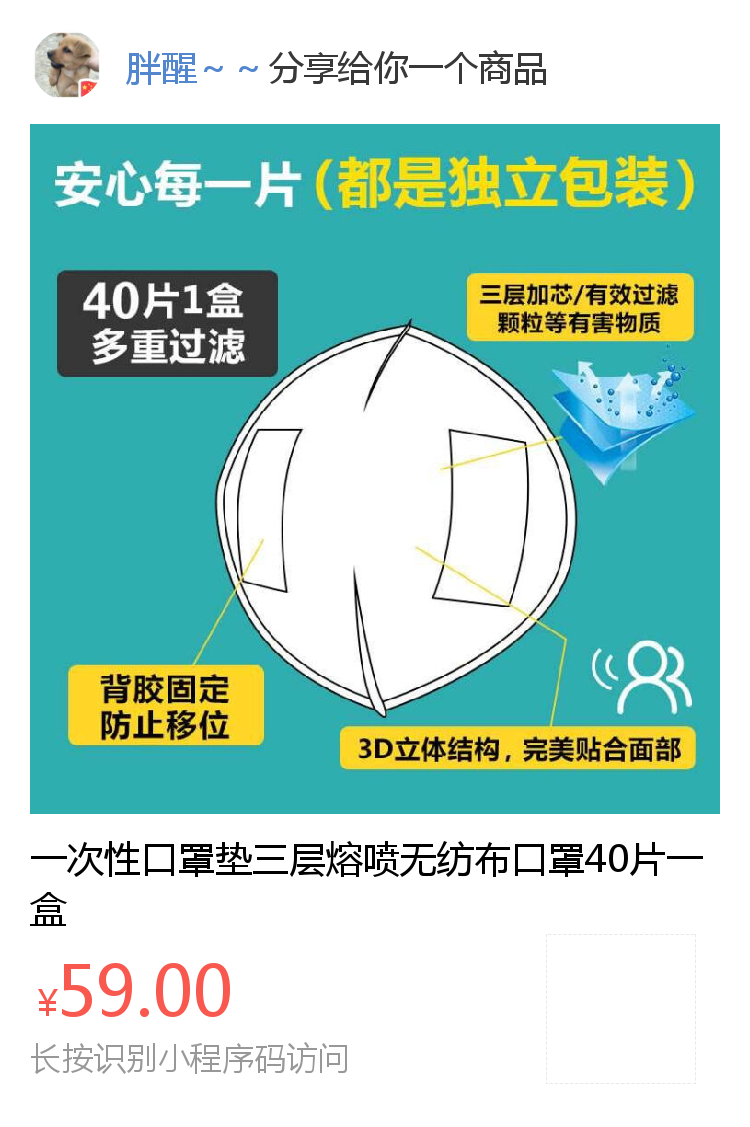 胖醒～～分享给你一个商品
安心每一片(都是独立包装)
40片1盒
多重过滤
三层加芯/有效过滤
颗粒等有害物质
背胶固定
防止移位
3D立体结构，完美贴合面部
一次性口罩垫三层熔喷无纺布口罩40片一
盒
¥59.00
长按识别小程序码访问